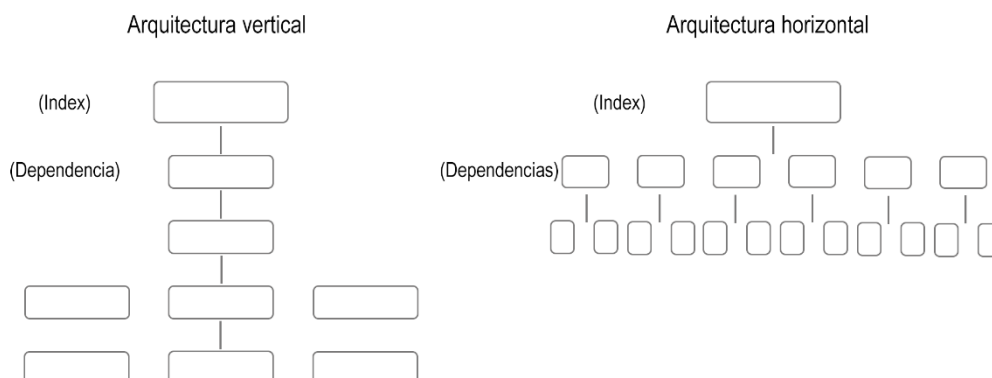 Arquitectura vertical
(Index)
(Dependencia)
Arquitectura horizontal
(Index)
(Dependencias)